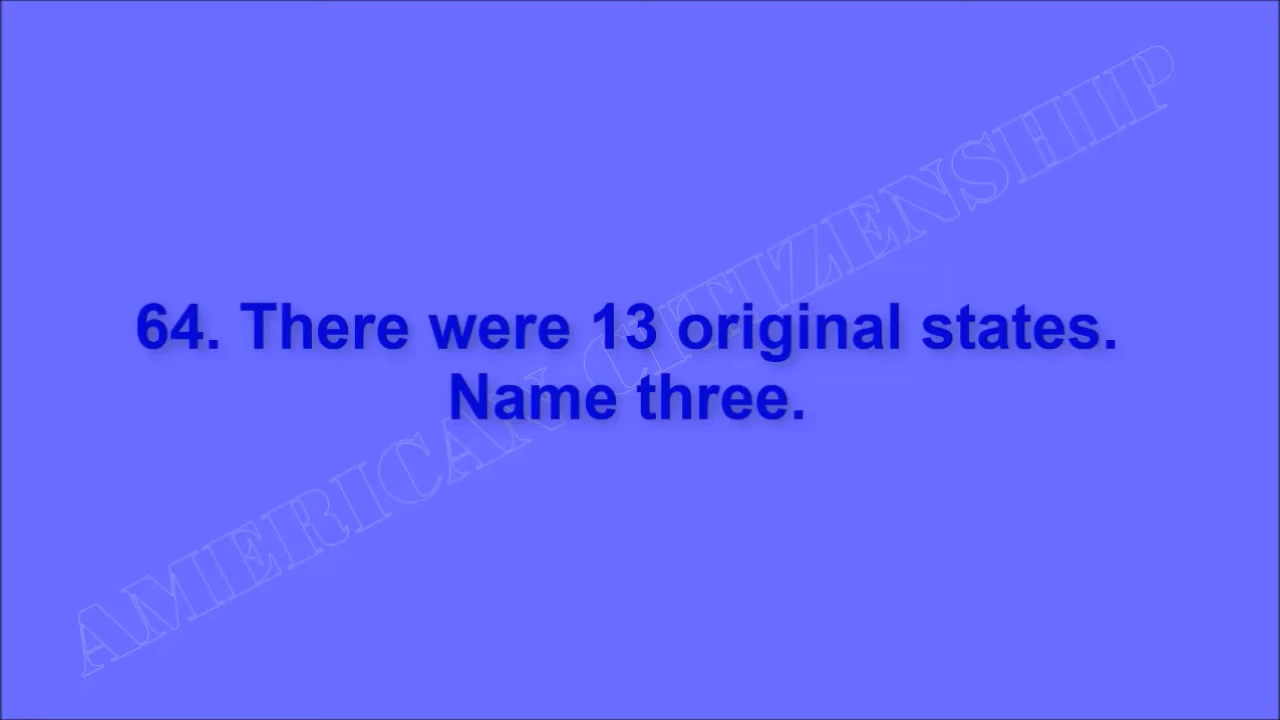 64. There were 13 original states.
Name three.
AMERICAN CITIZENSHIP